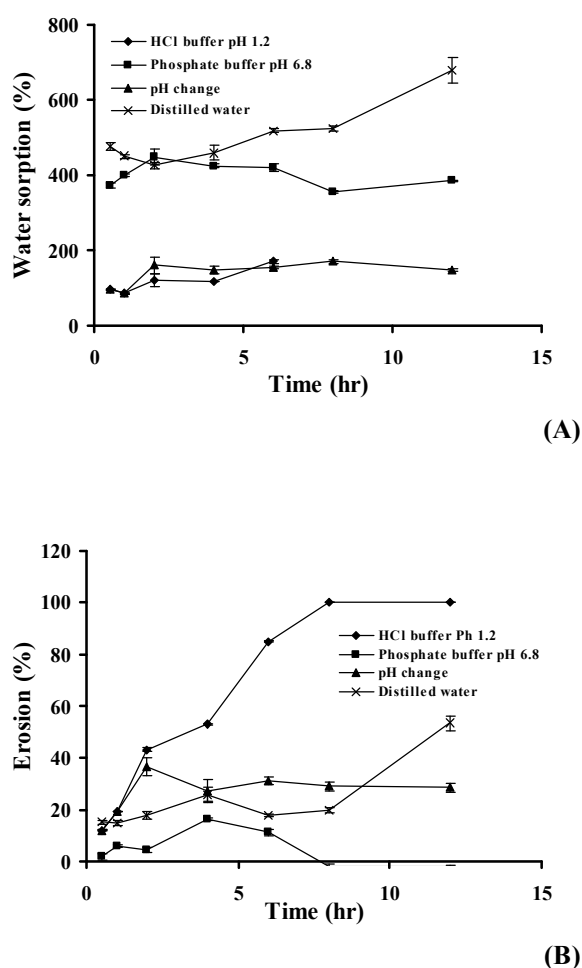 800
600
400
200
0
Water sorption (%)
HCl buffer pH 1.2
Phosphate buffer pH 6.8
pH change
Distilled water
0 5 10 15
Time (hr)
(A)
120
100
80
60
40
20
0
Erosion (%)
HCl buffer Ph 1.2
Phosphate buffer pH 6.8
pH change
Distilled water
0 5 10 15
Time (hr)
(B)